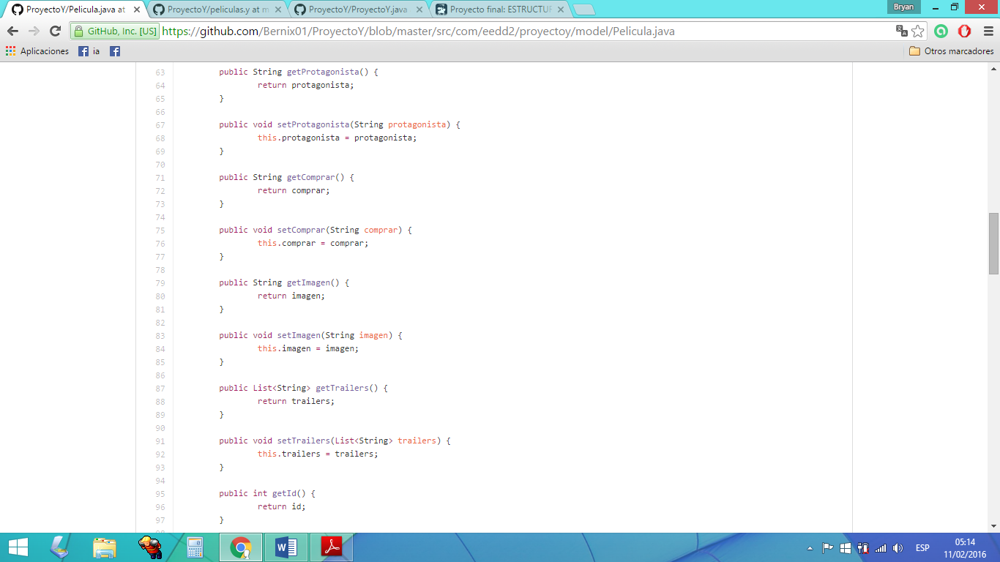 ProyectoY/Pelicula.java at
ProyectoY/peliculas.y at m
ProyectoY/ProyectoY.java
Proyecto final: ESTRUCTUR
Bryan
GitHub, Inc. [US]
https://github.com/Bernix01/ProyectoY/blob/master/src/com/eedd2/proyectoy/model/Pelicula.java
Aplicaciones
ia
Otros marcadores
63 public String getProtagonista() {
64 return protagonista;
65 }
66
67 public void setProtagonista(String protagonista) {
68 this.protagonista = protagonista;
69 }
70
71 public String getComprar() {
72 return comprar;
73 }
74
75 public void setComprar(String comprar) {
76 this.comprar = comprar;
77 }
78
79 public String getImagen() {
80 return imagen;
81 }
82
83 public void setImagen(String imagen) {
84 this.imagen = imagen;
85 }
86
87 public List<String> getTrailers() {
88 return trailers;
89 }
90
91 public void setTrailers(List<String> trailers) {
92 this.trailers = trailers;
93 }
94
95 public int getId() {
96 return id;
97 }
ESP
05:14
11/02/2016